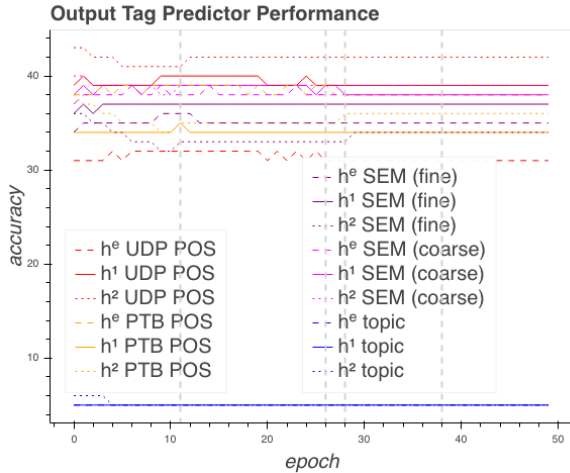 Output Tag Predictor Performance
accuracy
40
30
20
10
hᵉ UDP POS
h¹ UDP POS
h² UDP POS
hᵉ PTB POS
h¹ PTB POS
h² PTB POS
hᵉ SEM (fine)
h¹ SEM (fine)
h² SEM (fine)
hᵉ SEM (coarse)
h¹ SEM (coarse)
h² SEM (coarse)
hᵉ topic
h¹ topic
h² topic
0 10 20 30 40 50
epoch